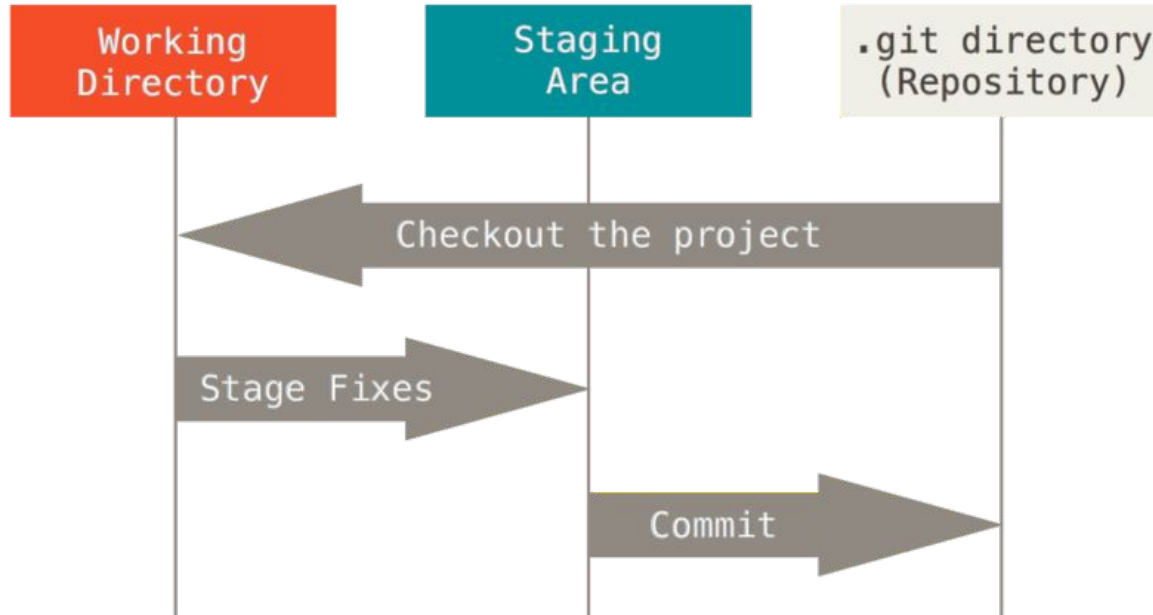 Working
Directory
Staging
Area
.git directory
(Repository)
Checkout the project
Stage Fixes
Commit